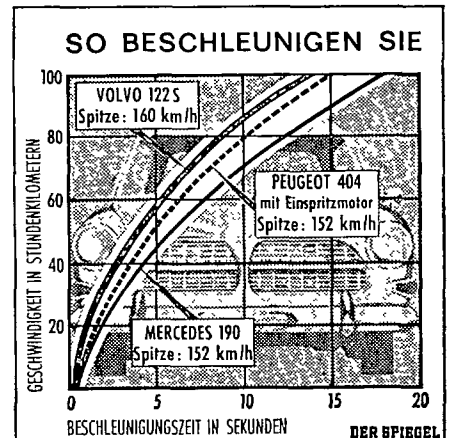 SO BESCHLEUNIGEN SIE
GESCHWINDIGKEIT IN STUNDENKILOMETERN
100
80
60
40
20
VOLVO 122 S
Spitze: 160 km/h
PEUGEOT 404
mit Einspritzmotor
Spitze: 152 km/h
MERCEDES 190
Spitze: 152 km/h
0 5 10 15 20
BESCHLEUNIGUNGSZEIT IN SEKUNDEN
DER SPIEGEL